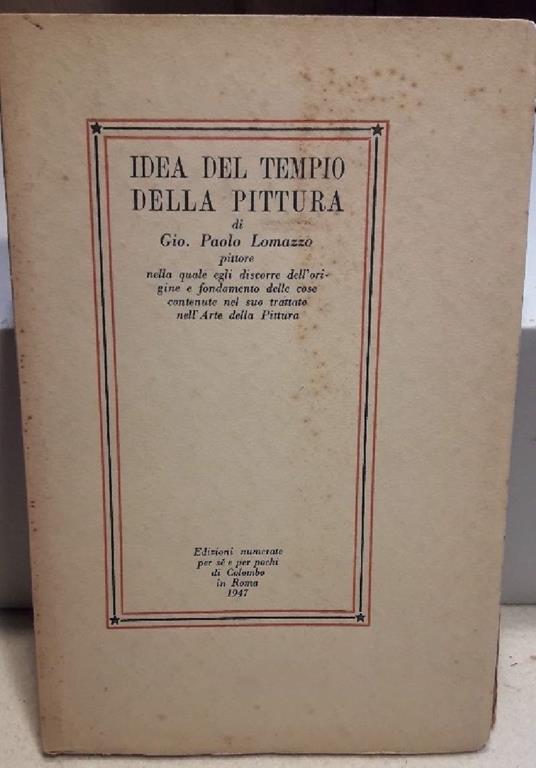 IDEA DEL TEMPIO
DELLA PITTURA
di
Gio. Paolo Lomazzo
pittore
nella quale egli discorre dell'ori-
gine e fondamento delle cose
contenute nel suo trattato
nell'Arte della Pittura
Edizioni numerate
per sé e per pochi
di Colombo
in Roma
1947